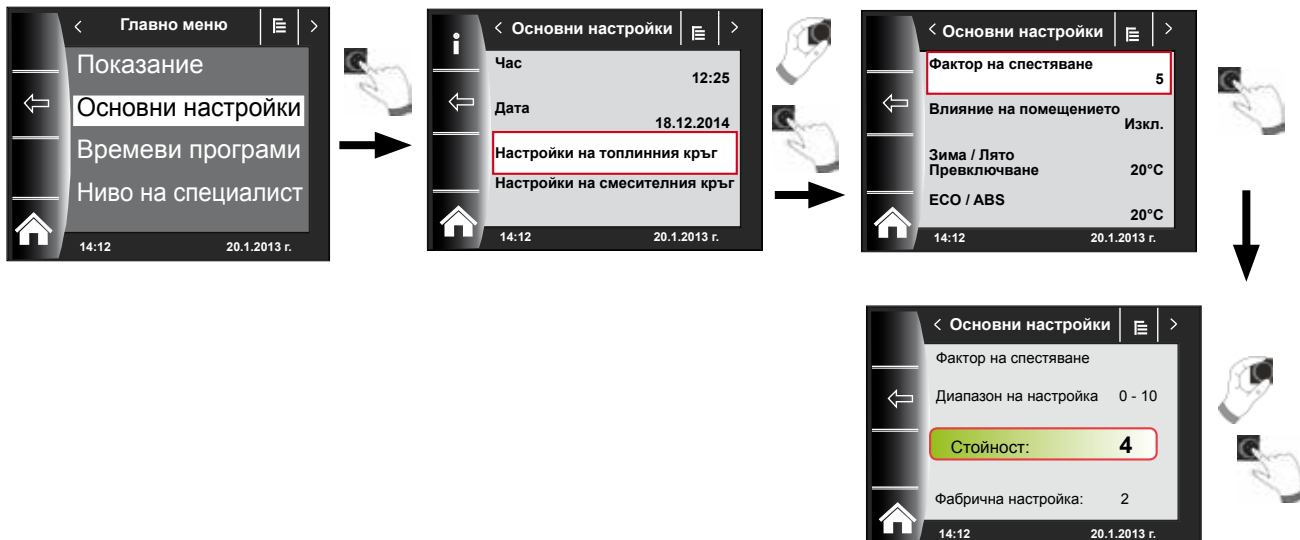 Главно меню
Показание
Основни настройки
Времеви програми
Ниво на специалист
14:12 20.1.2013 г.
Основни настройки
Час
12:25
Дата
18.12.2014
Настройки на топлинния кръг
Настройки на смесителния кръг
14:12 20.1.2013 г.
Основни настройки
Фактор на спестяване
5
Влияние на помещението
Изкл.
Зима / Лято
Превключване 20°C
ECO / ABS
20°C
14:12 20.1.2013 г.
Основни настройки
Фактор на спестяване
Диапазон на настройка 0 - 10
Стойност: 4
Фабрична настройка: 2
14:12 20.1.2013 г.